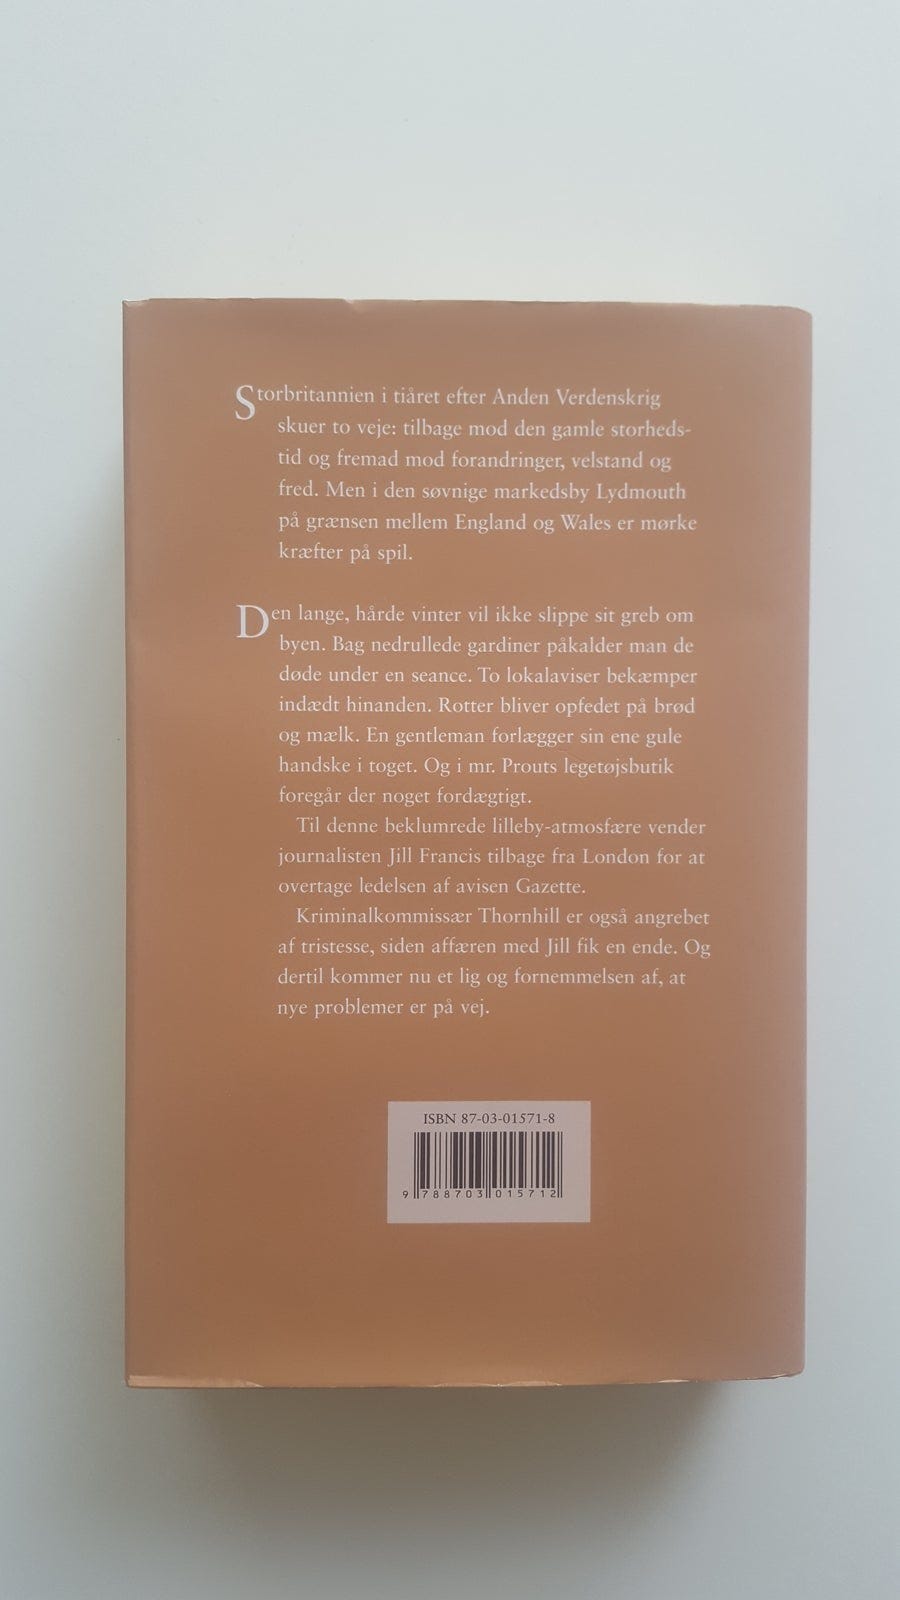 Storbritannien i tiåret efter Anden Verdenskrig
skuer to veje: tilbage mod den gamle storheds-
tid og fremad mod forandringer, velstand og
fred. Men i den søvnige markedsby Lydmouth
på grænsen mellem England og Wales er mørke
kræfter på spil.
Den lange, hårde vinter vil ikke slippe sit greb om
byen. Bag nedrullede gardiner påkalder man de
døde under en seance. To lokalaviser bekæmper
indædt hinanden. Rotter bliver opfedet på brød
og mælk. En gentleman forlægger sin ene gule
handske i toget. Og i mr. Prouts legetøjsbutik
foregår der noget fordægtigt.
Til denne beklumrede lilleby-atmosfære vender
journalisten Jill Francis tilbage fra London for at
overtage ledelsen af avisen Gazette.
Kriminalkommissær Thornhill er også angrebet
af tristesse, siden affæren med Jill fik en ende. Og
dertil kommer nu et lig og fornemmelsen af, at
nye problemer er på vej.
ISBN 87-03-01571-8
9 788703 015712